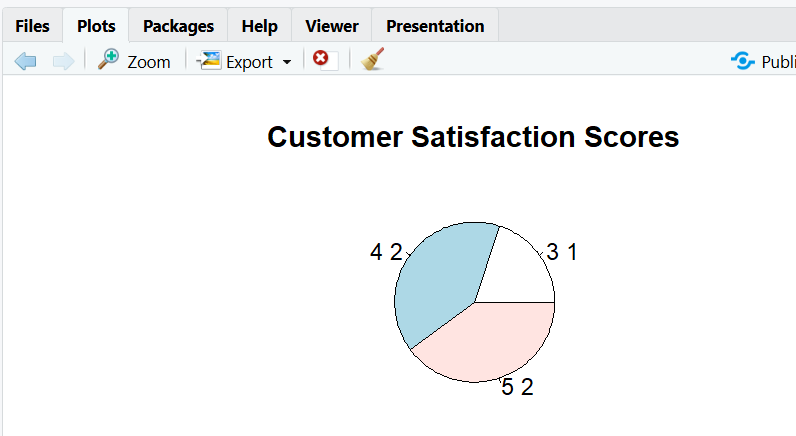 Files Plots Packages Help Viewer Presentation
Zoom Export Publi
Customer Satisfaction Scores
4 2 3 1
5 2